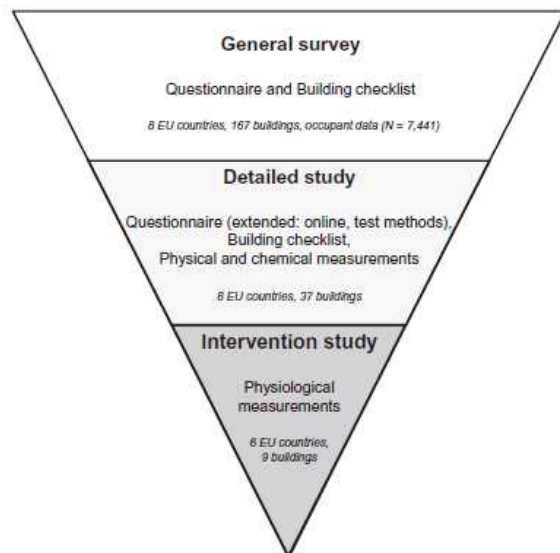 General survey
Questionnaire and Building checklist
8 EU countries, 167 buildings, occupant data (N = 7,441)
Detailed study
Questionnaire (extended: online, test methods),
Building checklist,
Physical and chemical measurements
8 EU countries, 37 buildings
Intervention study
Physiological
measurements
6 EU countries,
9 buildings